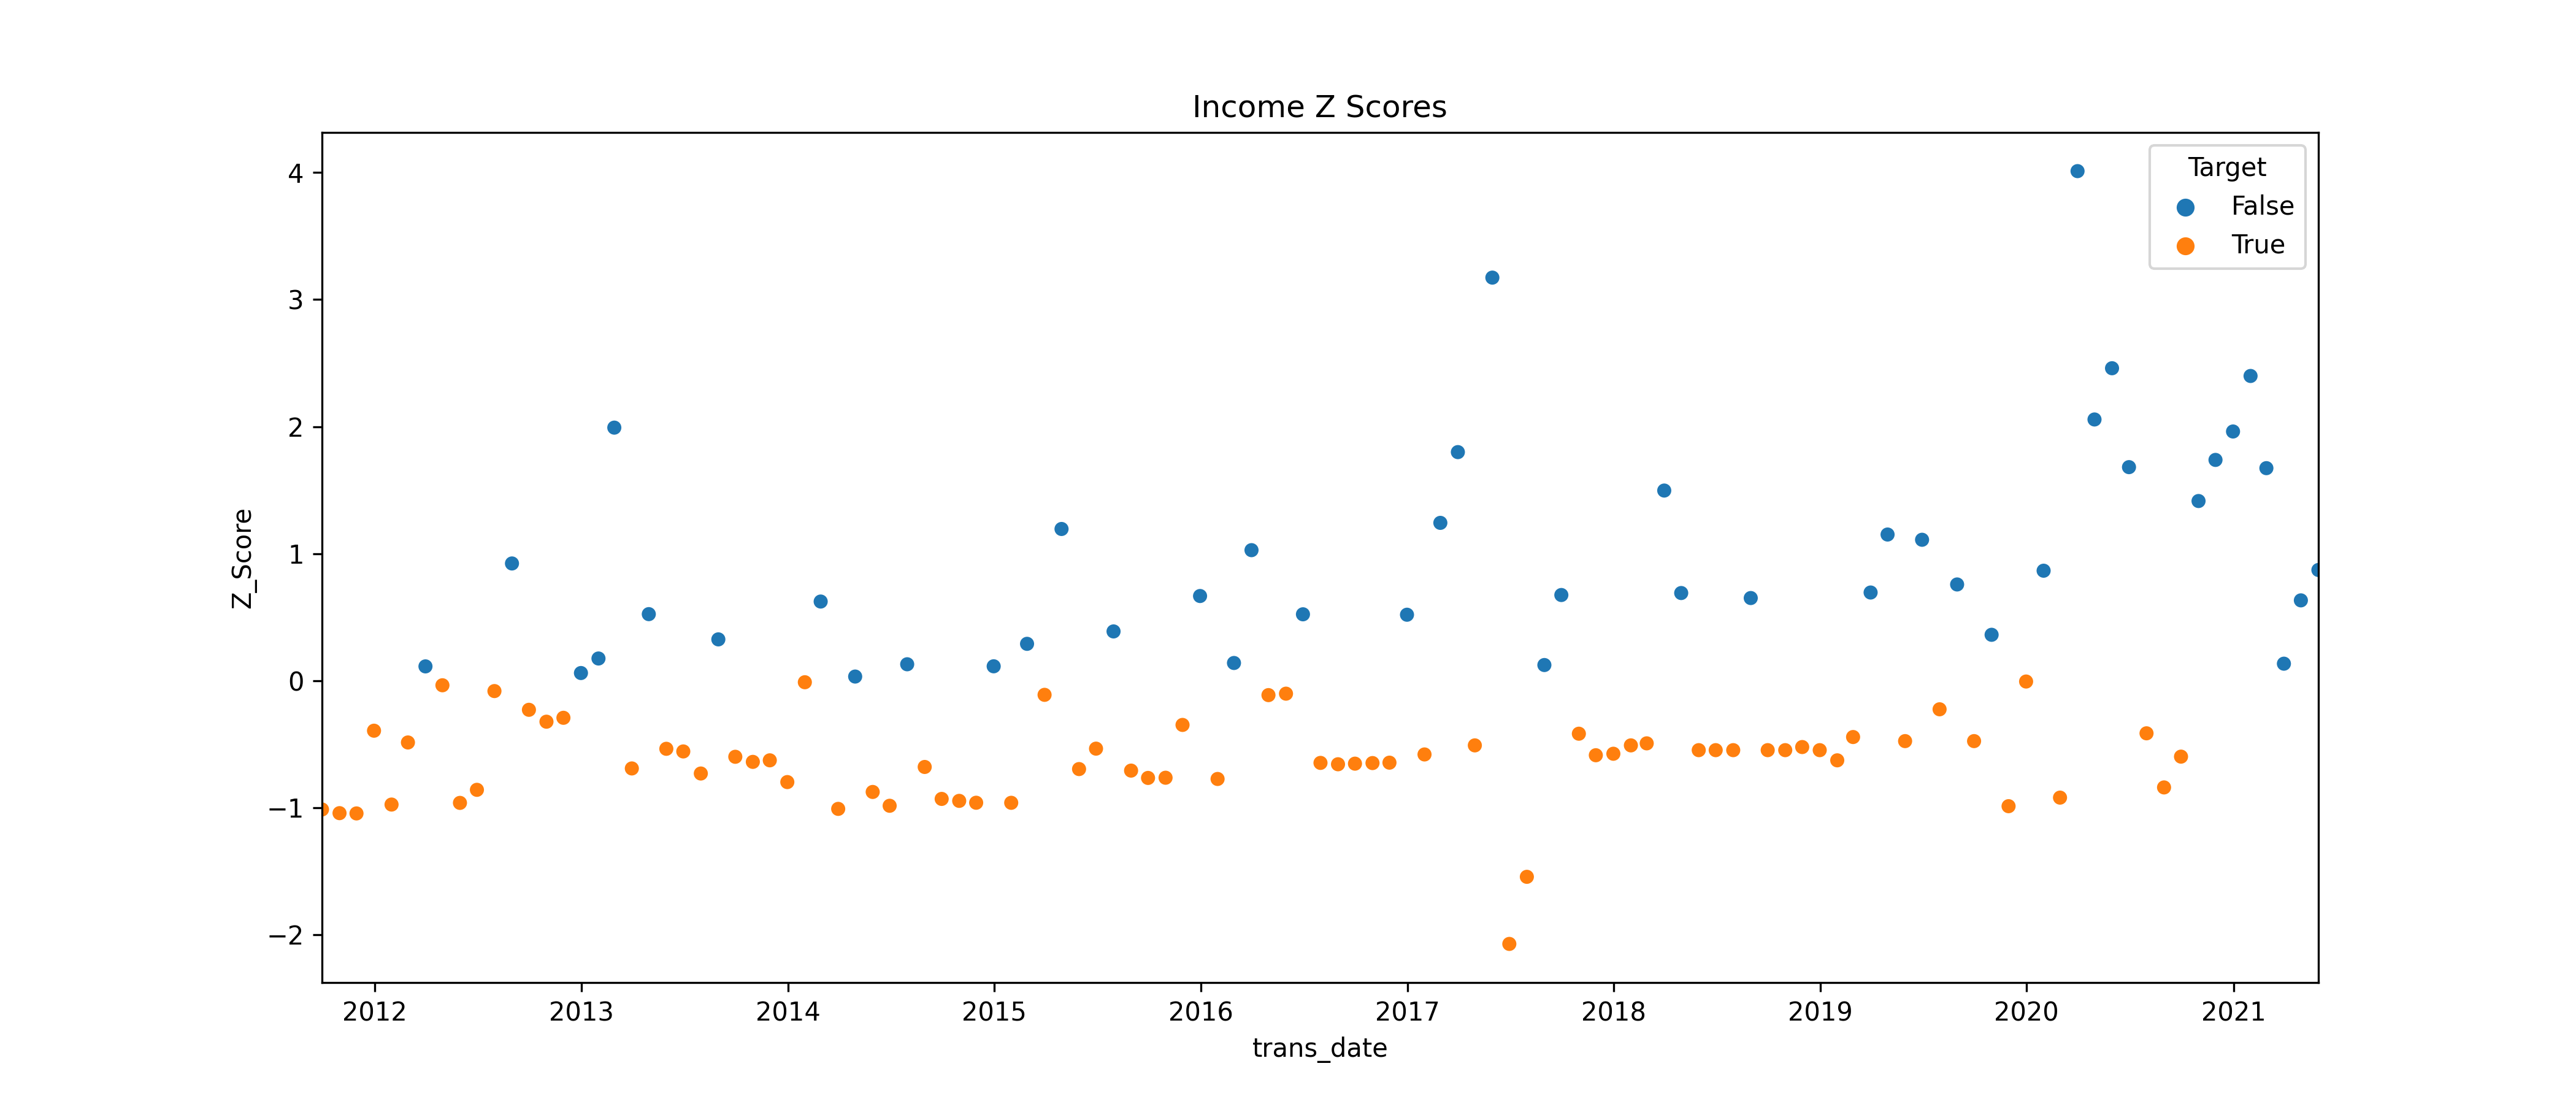 Income Z Scores
Target
False
True
Z_Score
4
3
2
1
0
−1
−2
2012 2013 2014 2015 2016 2017 2018 2019 2020 2021
trans_date